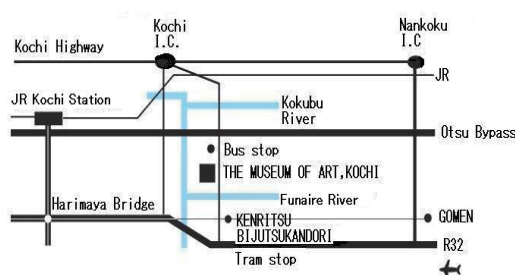 Kochi
I.C.
Nankoku
I.C
Kochi Highway
JR
JR Kochi Station
Kokubu
River
Otsu Bypass
Bus stop
THE MUSEUM OF ART,KOCHI
Funaire River
Harimaya Bridge
KENRITSU
BIJUTSUKANDORI
GOMEN
R32
Tram stop